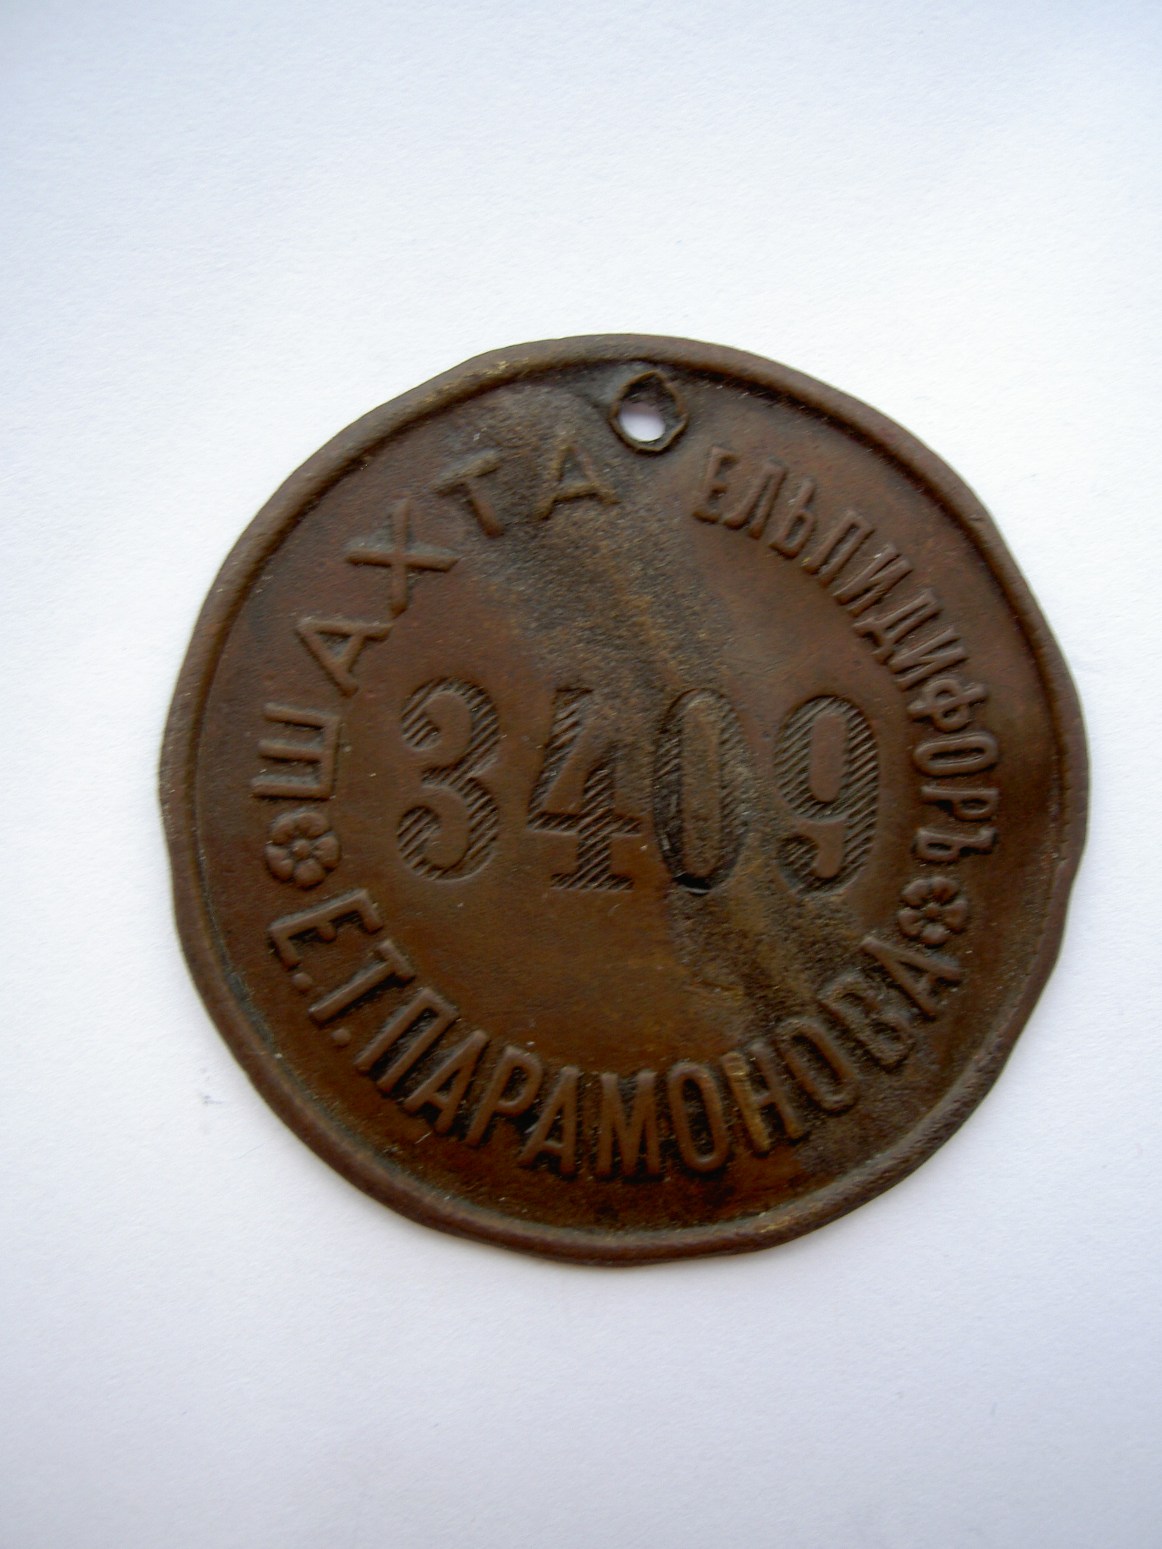 ШАХТА ЕЛЬПИДИФОРЪ
3409
Е.Т.ПАРАМОНОВА